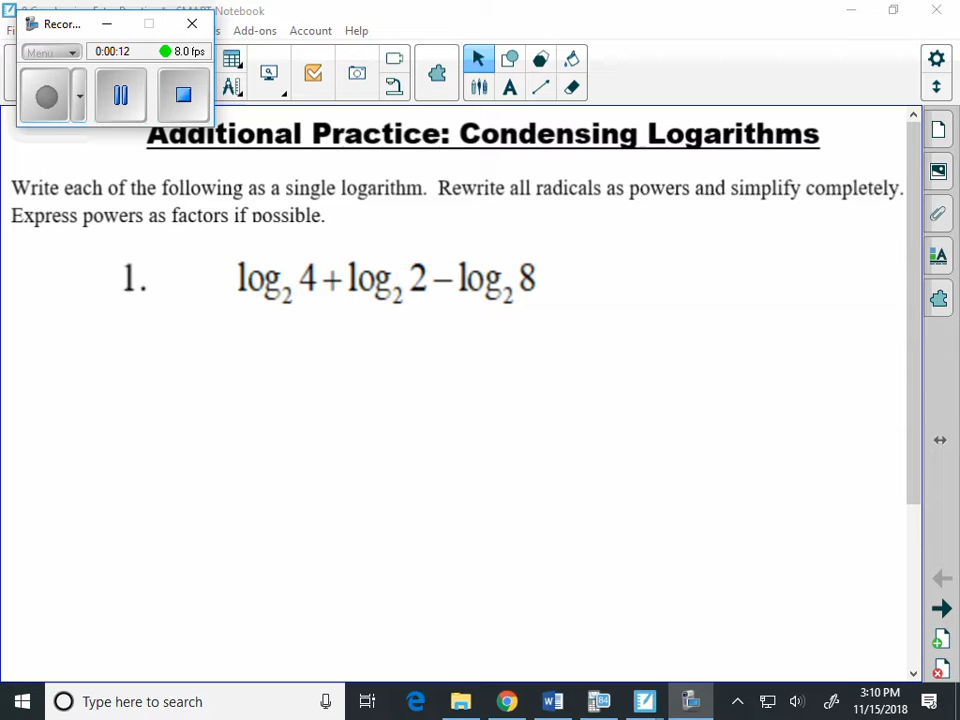 SMART Notebook
Recor...
Add-ons Account Help
Menu 0:00:12 8.0 fps
Additional Practice: Condensing Logarithms
Write each of the following as a single logarithm. Rewrite all radicals as powers and simplify completely.
Express powers as factors if possible.
1. log₂ 4 + log₂ 2 − log₂ 8
Type here to search
3:10 PM
11/15/2018